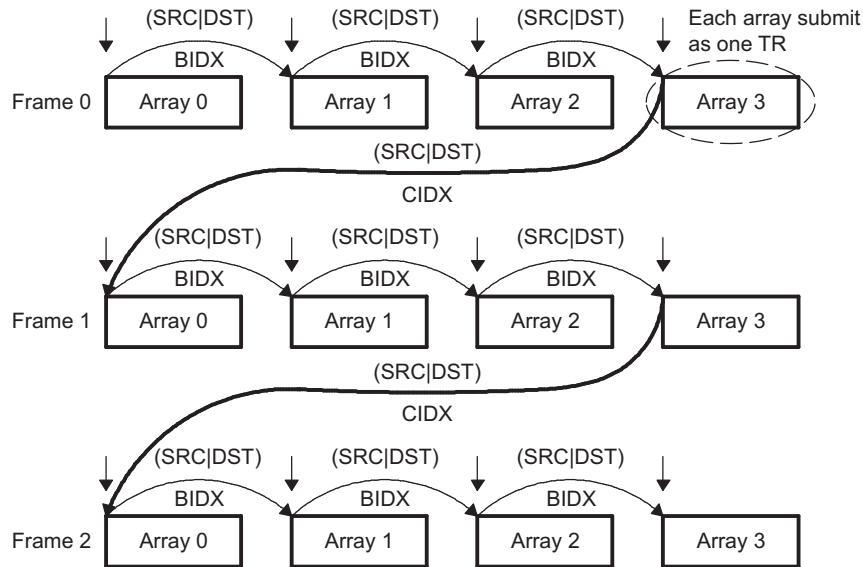 (SRC|DST) (SRC|DST) (SRC|DST) Each array submit
as one TR
BIDX BIDX BIDX
Frame 0 Array 0 Array 1 Array 2 Array 3
(SRC|DST)
CIDX
(SRC|DST) (SRC|DST) (SRC|DST)
BIDX BIDX BIDX
Frame 1 Array 0 Array 1 Array 2 Array 3
(SRC|DST)
CIDX
(SRC|DST) (SRC|DST) (SRC|DST)
BIDX BIDX BIDX
Frame 2 Array 0 Array 1 Array 2 Array 3